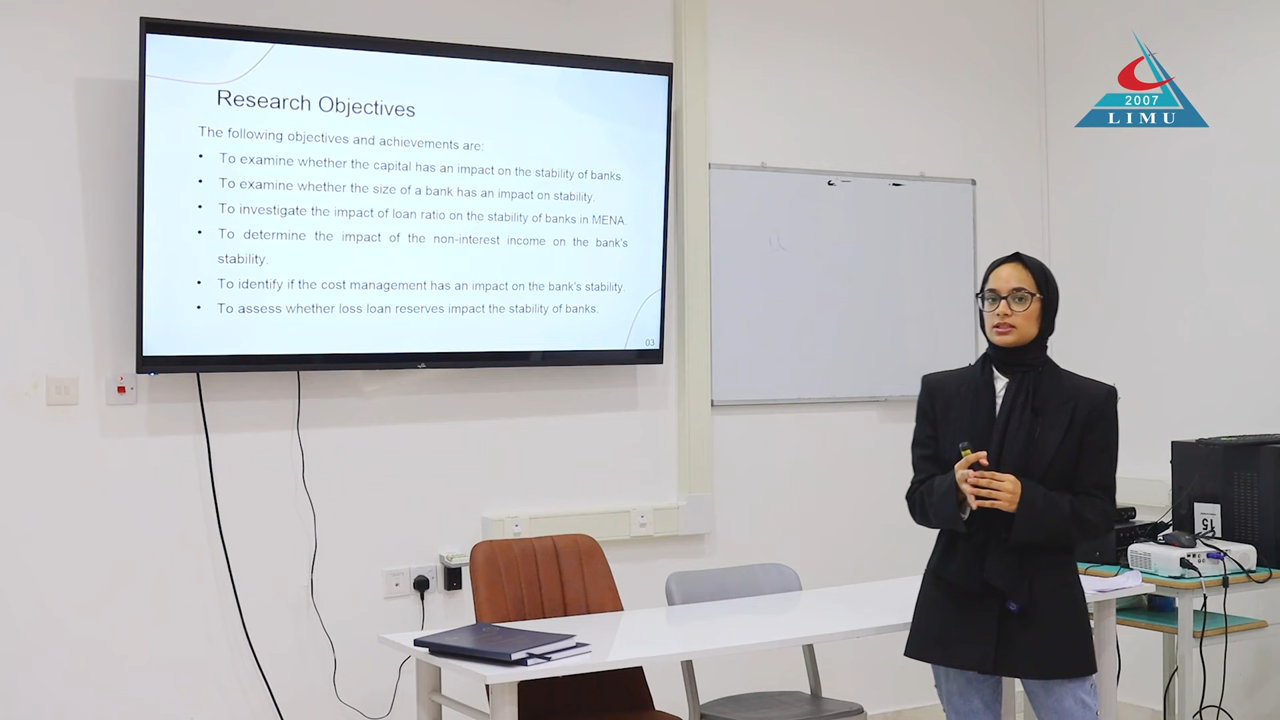 Research Objectives
The following objectives and achievements are:
• To examine whether the capital has an impact on the stability of banks.
• To examine whether the size of a bank has an impact on stability.
• To investigate the impact of loan ratio on the stability of banks in MENA.
• To determine the impact of the non-interest income on the bank's
stability.
• To identify if the cost management has an impact on the bank's stability.
• To assess whether loss loan reserves impact the stability of banks.
03
2007
LIMU
15